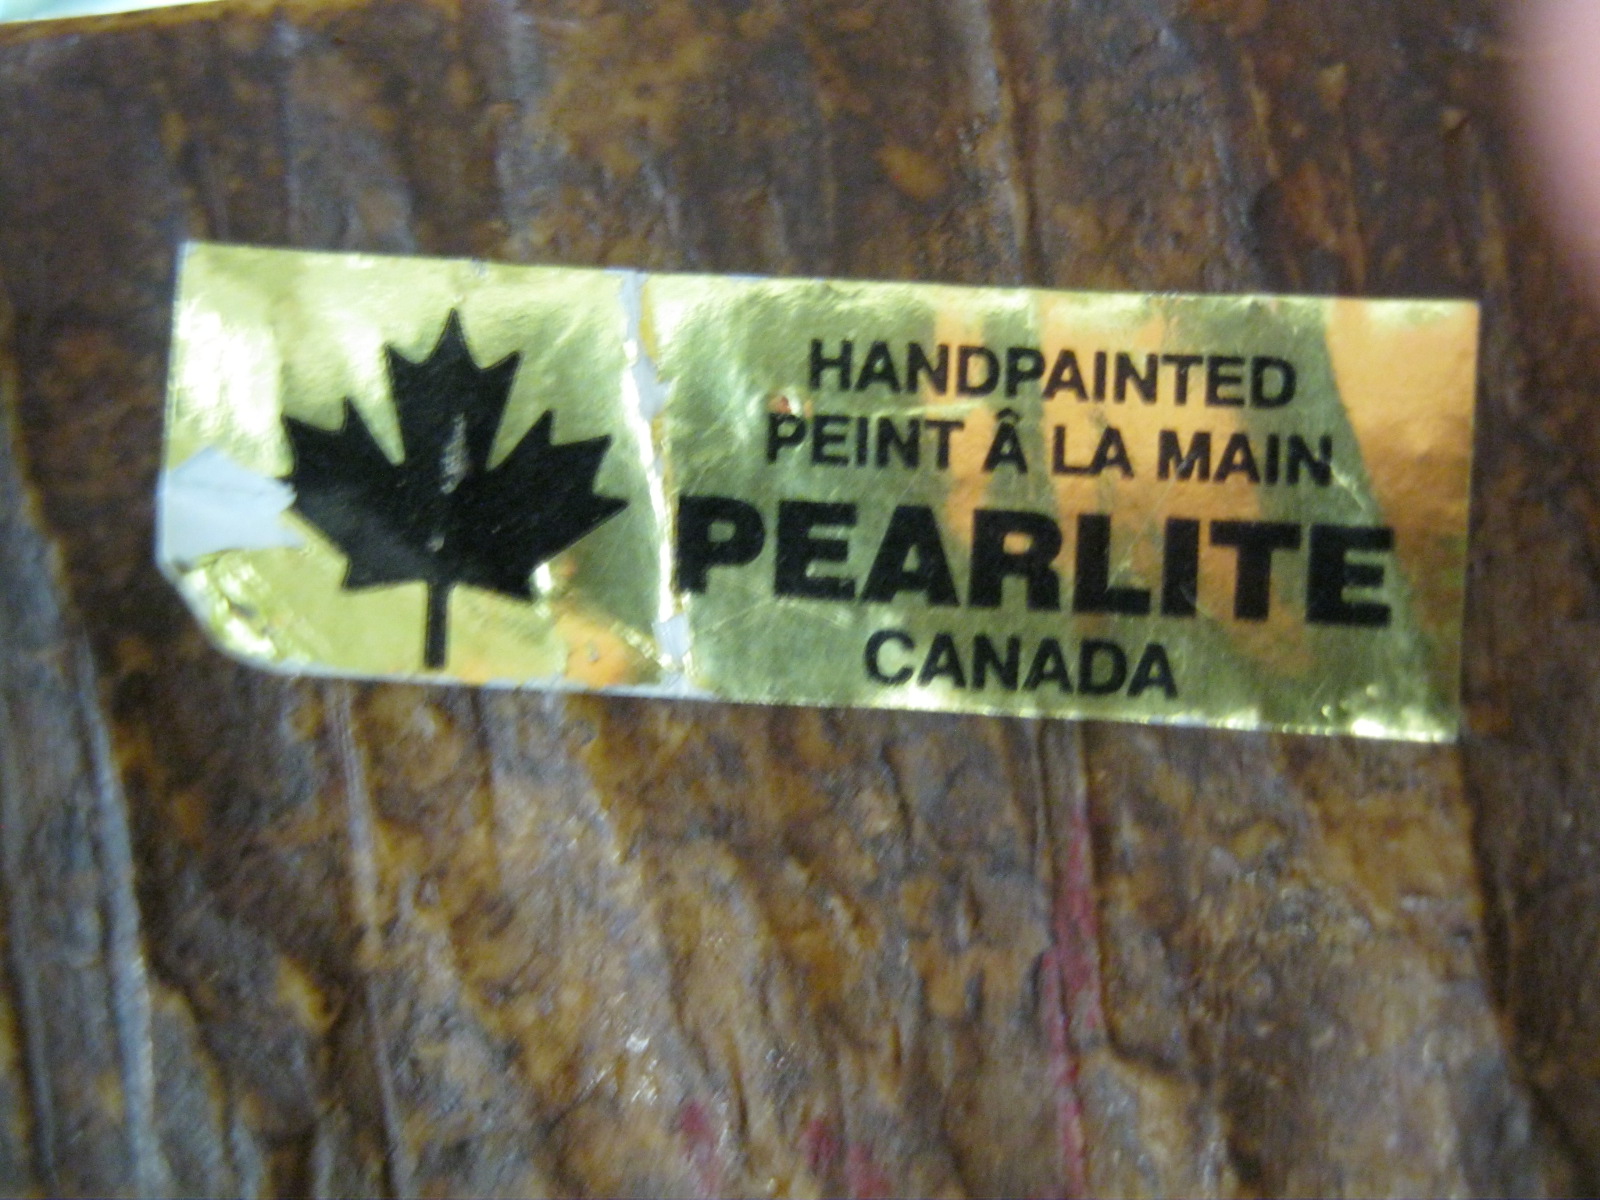 HANDPAINTED
PEINT Â LA MAIN
PEARLITE
CANADA